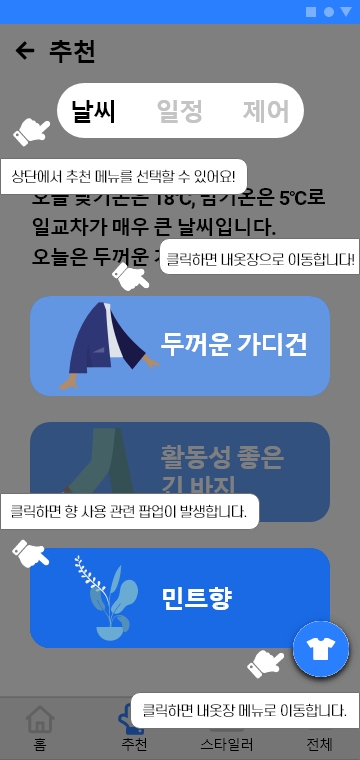 추천
날씨 일정 제어
상단에서 추천 메뉴를 선택할 수 있어요!
오늘 낮기온은 18℃, 밤기온은 5℃로
일교차가 매우 큰 날씨입니다.
오늘은 두꺼운
클릭하면 내옷장으로 이동합니다!
두꺼운 가디건
활동성 좋은
긴 바지
클릭하면 향 사용 관련 팝업이 발생합니다.
민트향
클릭하면 내옷장 메뉴로 이동합니다.
홈 추천 스타일러 전체